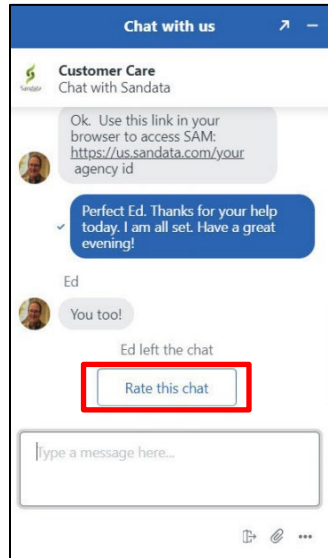 Chat with us
Customer Care
Sandata
Chat with Sandata
Ok. Use this link in your
browser to access SAM:
https://us.sandata.com/your
agency id
Perfect Ed. Thanks for your help
today. I am all set. Have a great
evening!
Ed
You too!
Ed left the chat
Rate this chat
Type a message here...